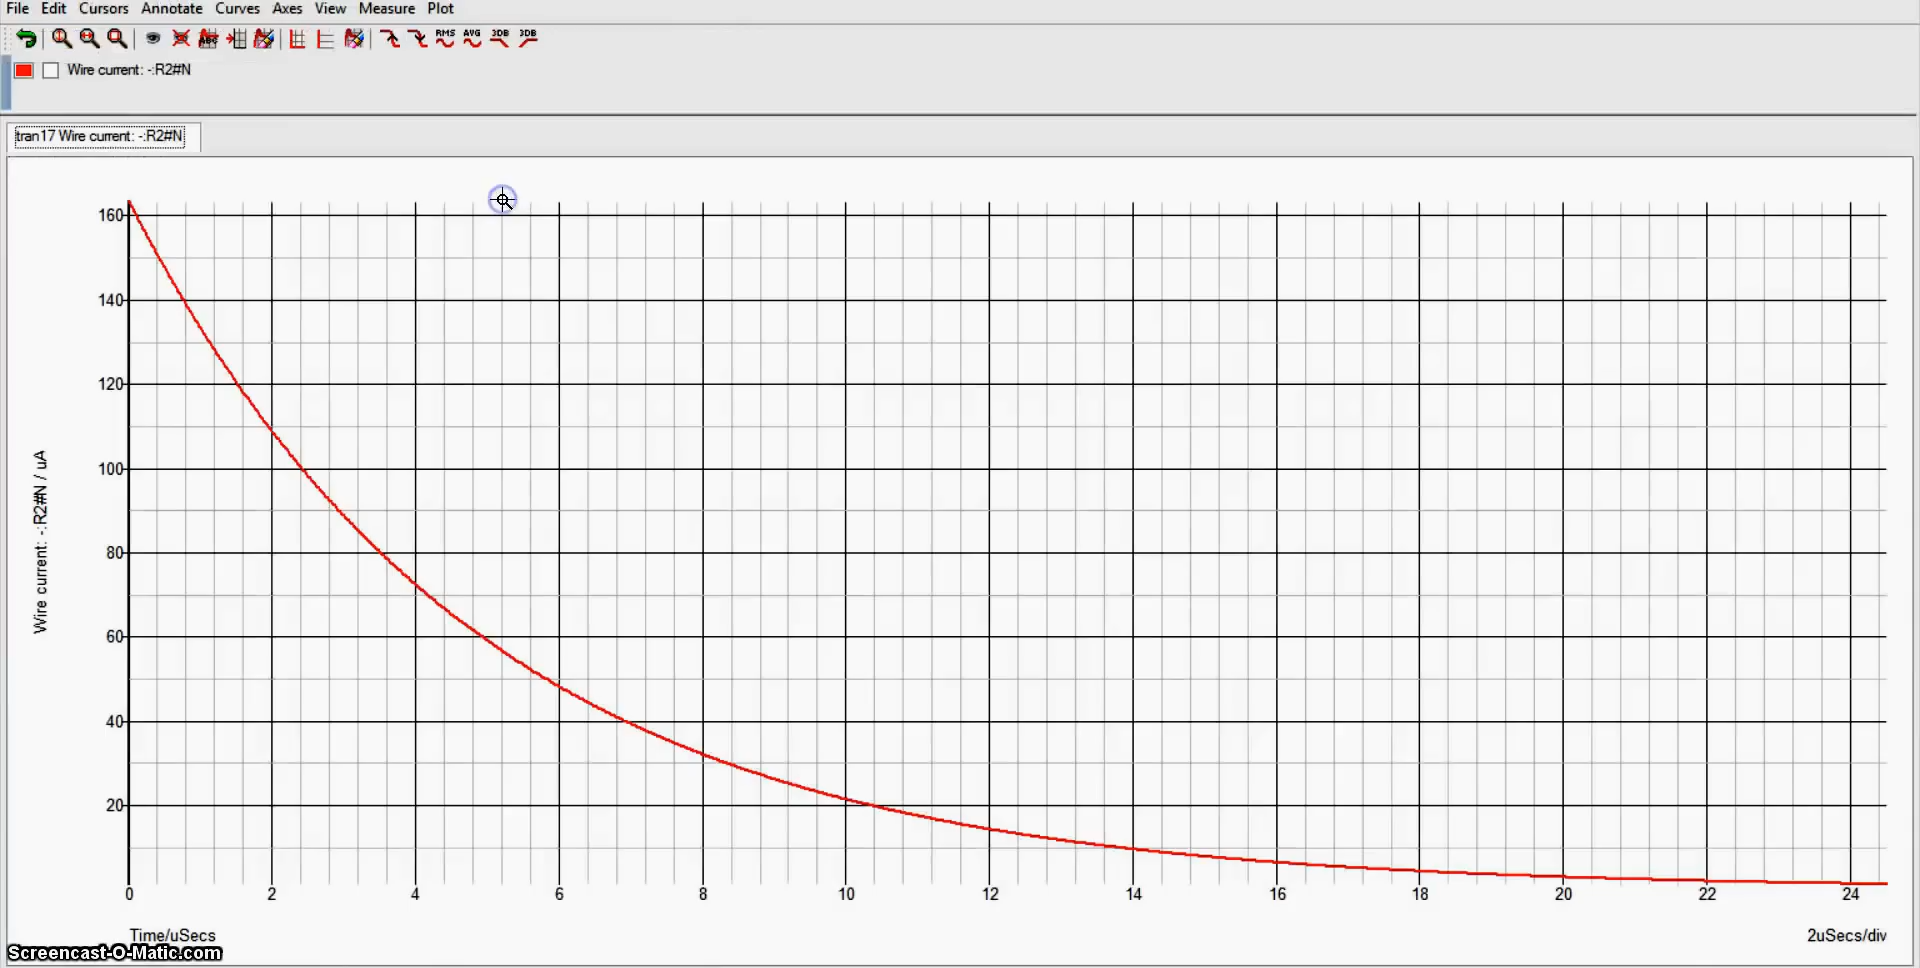 File Edit Cursors Annotate Curves Axes View Measure Plot
ABC RMS AVG 3DB 3DB
Wire current: -:R2#N
tran17 Wire current: -:R2#N
160
140
120
100
80
60
40
20
Wire current: -:R2#N / uA
0 2 4 6 8 10 12 14 16 18 20 22 24
Time/uSecs 2uSecs/div
Screencast-O-Matic.com